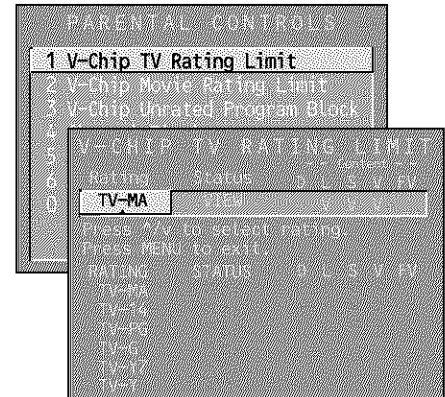 PARENTAL CONTROLS
1 V-Chip TV Rating Limit
2 V-Chip Movie Rating Limit
3 V-Chip Unrated Program Block
4
5
6
0
V-CHIP TV RATING LIMIT
Rating Status D L S V FV
TV-MA VIEW V V V
to select rating.
Press MENU to exit.
RATING STATUS D L S V FV
TV-MA
TV-14
TV-PG
TV-G
TV-Y7
TV-Y